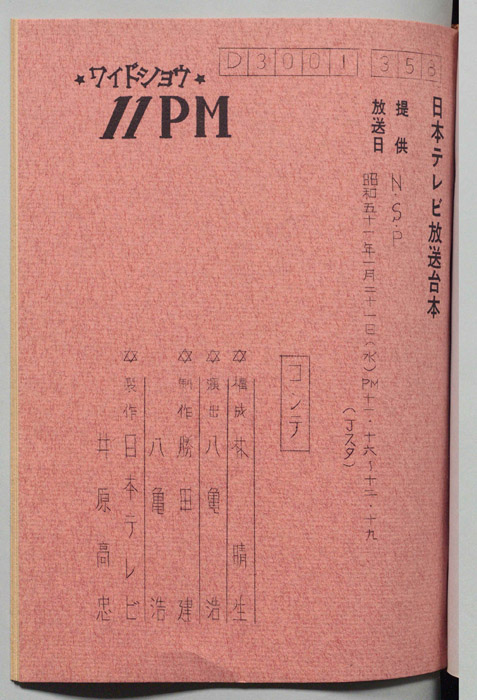 D3001 358
日本テレビ放送台本
提供 N・S・P
放送日 昭和五十一年一月二十一日(水)PM十一・十六~十二・十九
(Jスタ)
★ワイドショウ★
11PM
コンテ
✡構成 林 晴生
✡演出 八亀 浩
✡制作 勝田 建
八亀 浩
✡製作 日本テレビ
井原高忠